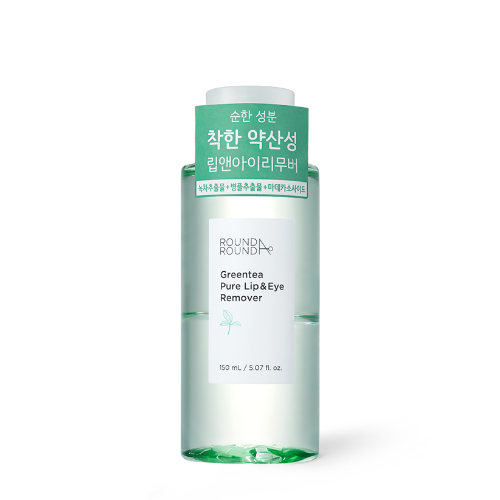 순한 성분
착한 약산성
립앤아이리무버
녹차추출물+병풀추출물+마데카소사이드
ROUND A
ROUND
Greentea
Pure Lip&Eye
Remover
150 mL / 5.07 fl. oz.